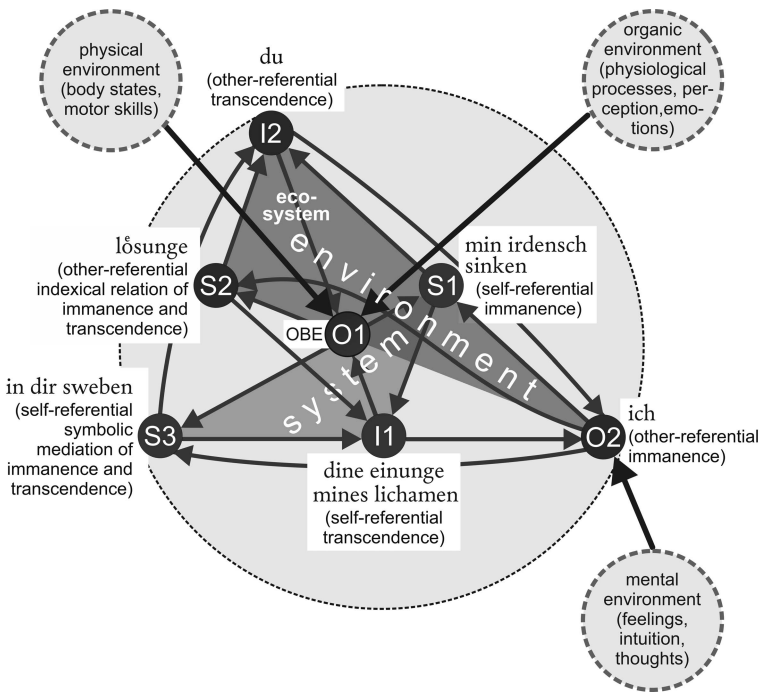 physical
environment
(body states,
motor skills)
du
(other-referential
transcendence)
organic
environment
(physiological
processes, per-
ception,emo-
tions)
I2
eco-
system
environment
loͤsunge
(other-referential
indexical relation of
immanence and
transcendence)
S2
min irdensch
sinken
(self-referential
immanence)
S1
OBE
O1
system
in dir sweben
(self-referential
symbolic
mediation of
immanence and
transcendence)
S3
I1
dine einunge
mines lichamen
(self-referential
transcendence)
O2
ich
(other-referential
immanence)
mental
environment
(feelings,
intuition,
thoughts)